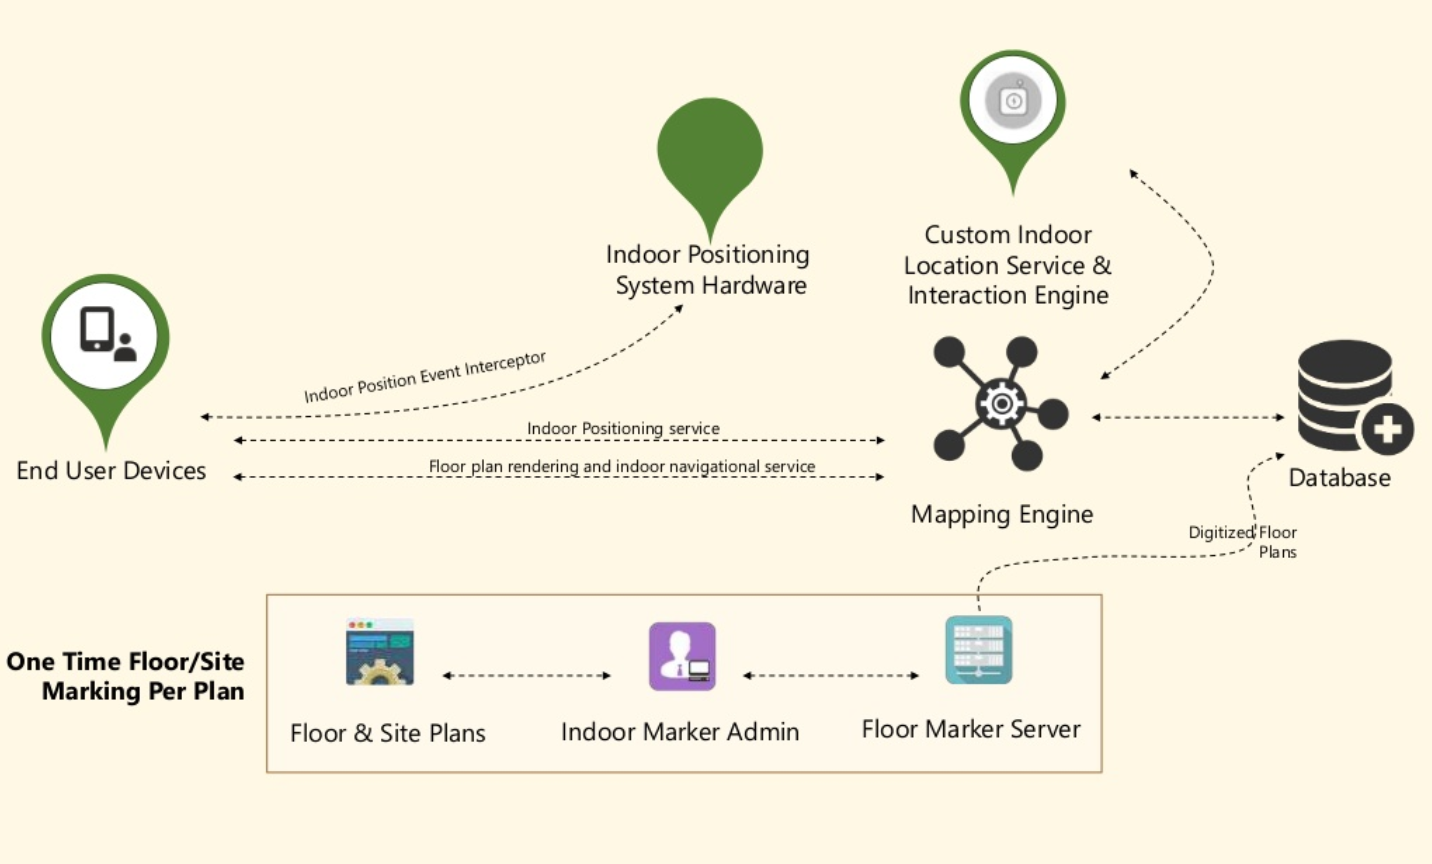 Indoor Positioning
System Hardware
Custom Indoor
Location Service &
Interaction Engine
End User Devices
Indoor Position Event Interceptor
Indoor Positioning service
Floor plan rendering and indoor navigational service
Mapping Engine
Database
Digitized Floor
Plans
One Time Floor/Site
Marking Per Plan
Floor & Site Plans
Indoor Marker Admin
Floor Marker Server